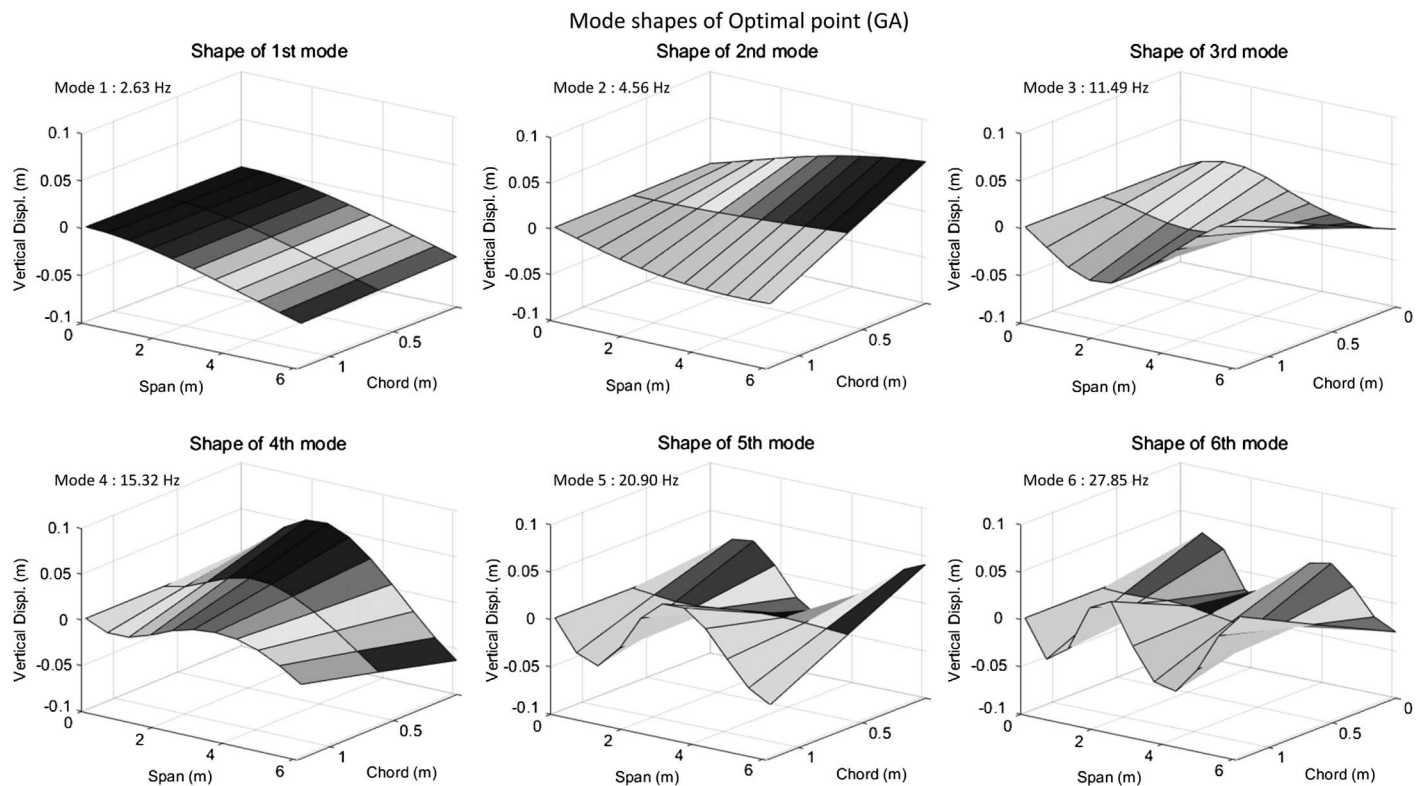 Mode shapes of Optimal point (GA)
Shape of 1st mode
Mode 1 : 2.63 Hz
0.1
0.05
0
-0.05
-0.1
Vertical Displ. (m)
0
2
4
6
Span (m)
1
0.5
Chord (m)
Shape of 2nd mode
Mode 2 : 4.56 Hz
0.1
0.05
0
-0.05
-0.1
Vertical Displ. (m)
0
2
4
6
Span (m)
1
0.5
Chord (m)
Shape of 3rd mode
Mode 3 : 11.49 Hz
0.1
0.05
0
-0.05
-0.1
Vertical Displ. (m)
0
2
4
6
Span (m)
1
0.5
0
Chord (m)
Shape of 4th mode
Mode 4 : 15.32 Hz
0.1
0.05
0
-0.05
-0.1
Vertical Displ. (m)
0
2
4
6
Span (m)
1
0.5
Chord (m)
Shape of 5th mode
Mode 5 : 20.90 Hz
0.1
0.05
0
-0.05
-0.1
Vertical Displ. (m)
0
2
4
6
Span (m)
1
0.5
Chord (m)
Shape of 6th mode
Mode 6 : 27.85 Hz
0.1
0.05
0
-0.05
-0.1
Vertical Displ. (m)
0
2
4
6
Span (m)
1
0.5
0
Chord (m)